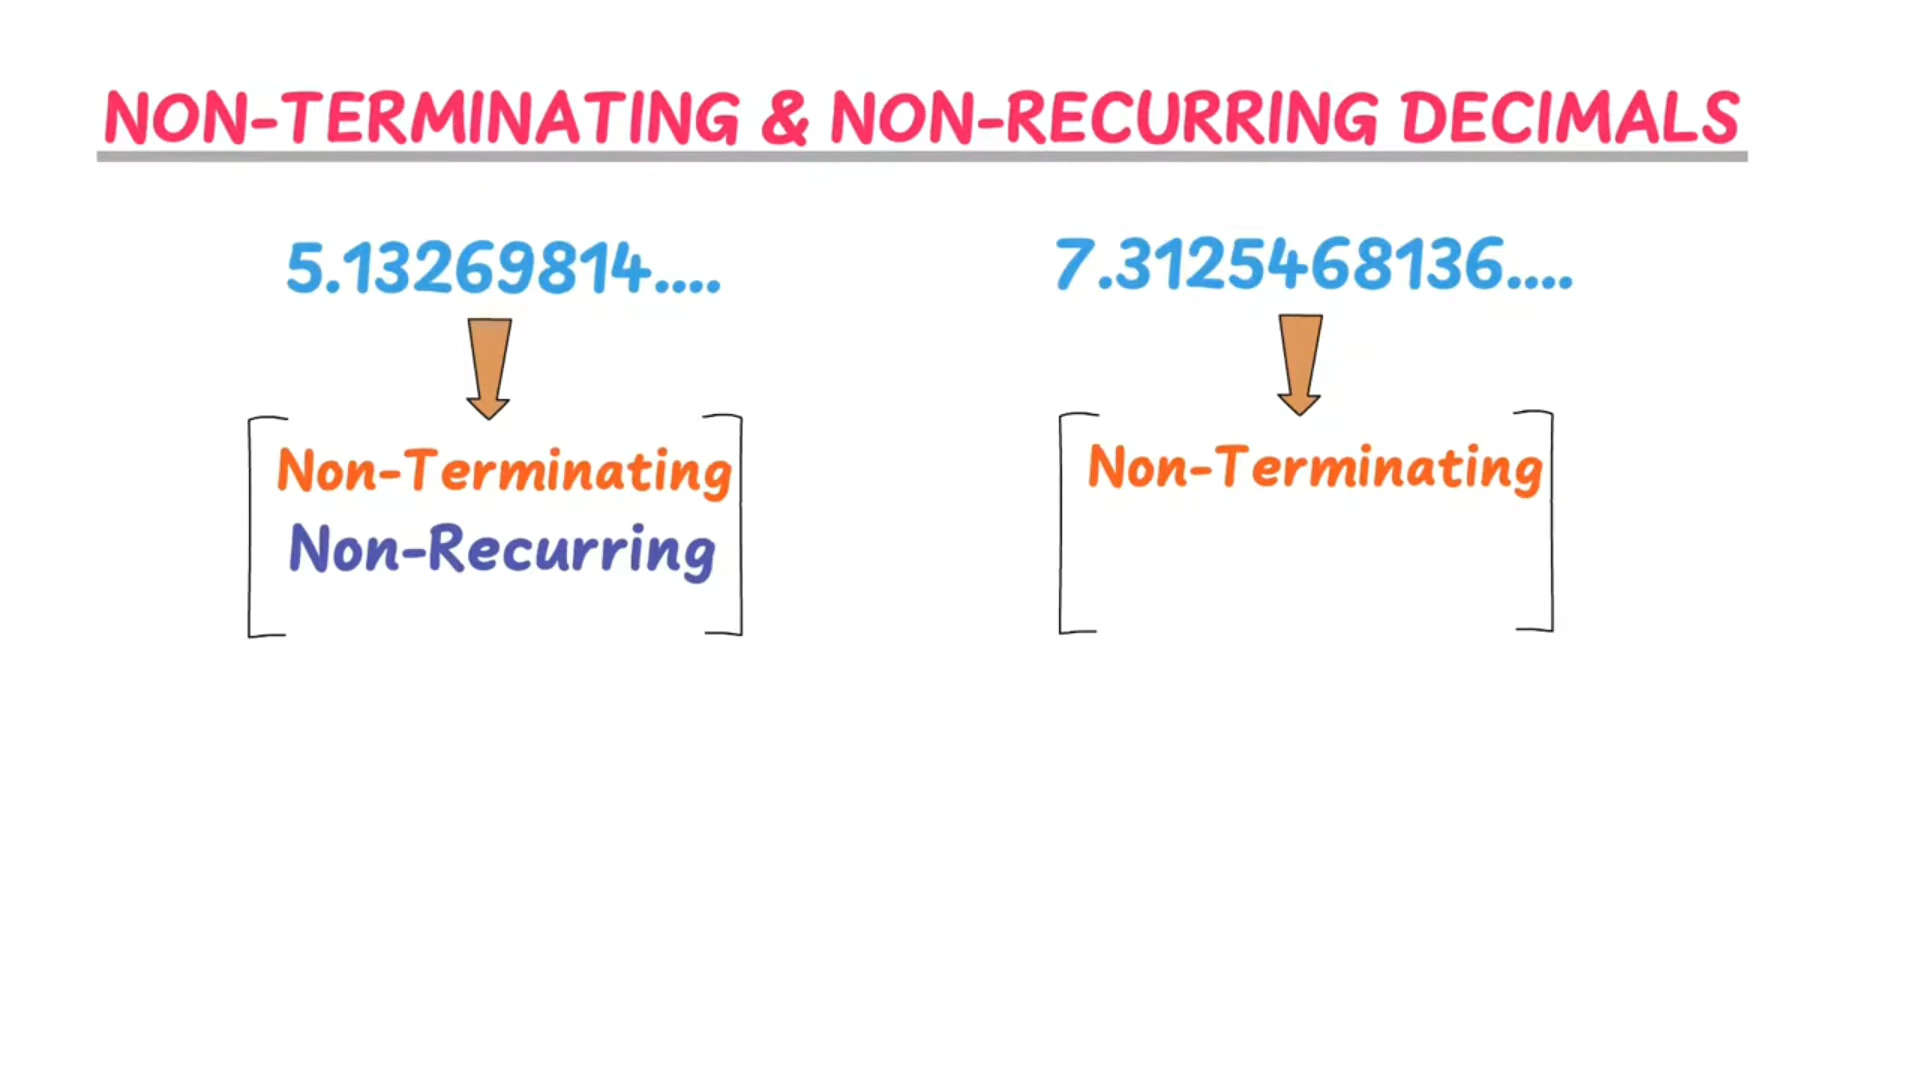 NON-TERMINATING & NON-RECURRING DECIMALS
5.13269814....
7.3125468136....
Non-Terminating
Non-Recurring
Non-Terminating